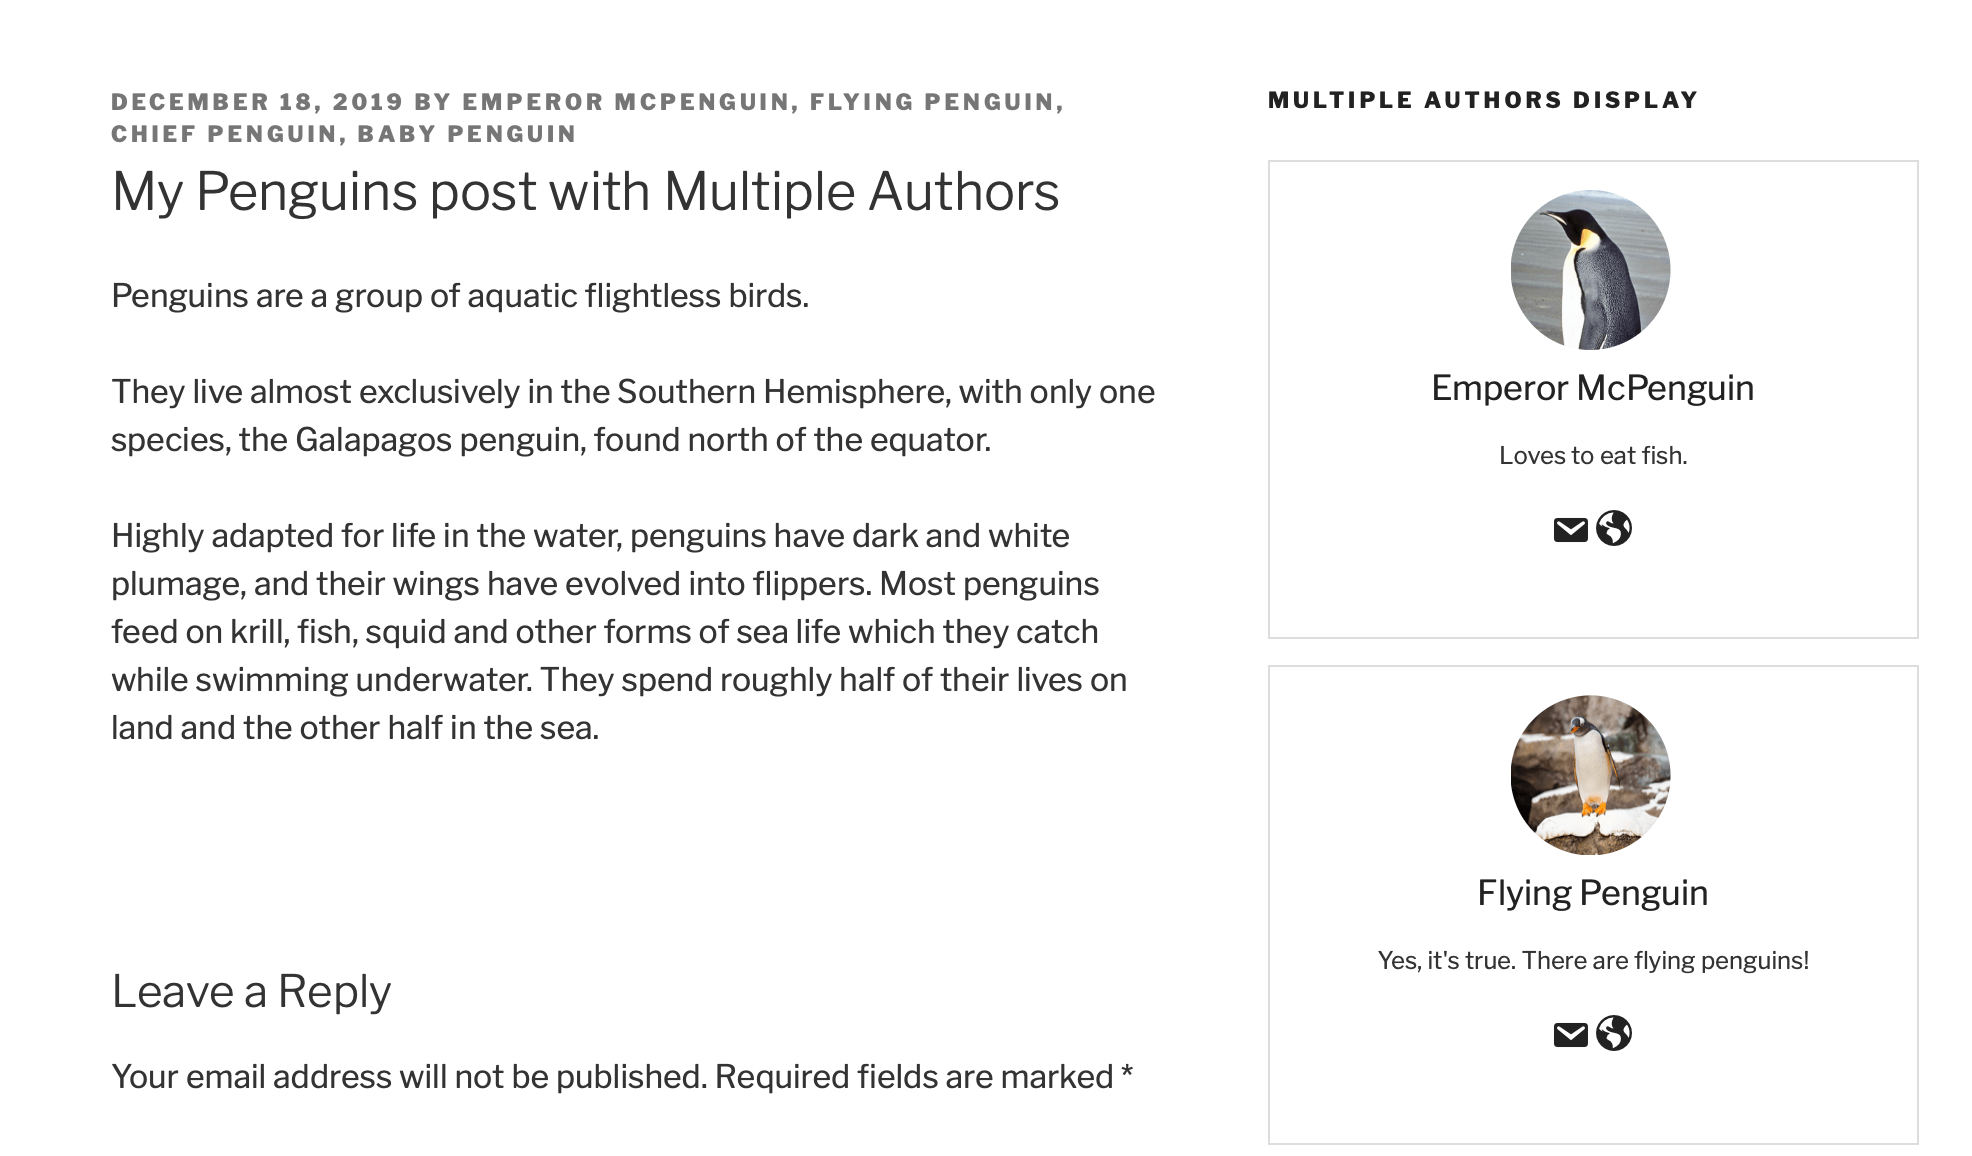 DECEMBER 18, 2019 BY EMPEROR MCPENGUIN, FLYING PENGUIN,
CHIEF PENGUIN, BABY PENGUIN
My Penguins post with Multiple Authors
Penguins are a group of aquatic flightless birds.
They live almost exclusively in the Southern Hemisphere, with only one
species, the Galapagos penguin, found north of the equator.
Highly adapted for life in the water, penguins have dark and white
plumage, and their wings have evolved into flippers. Most penguins
feed on krill, fish, squid and other forms of sea life which they catch
while swimming underwater. They spend roughly half of their lives on
land and the other half in the sea.
Leave a Reply
Your email address will not be published. Required fields are marked *
MULTIPLE AUTHORS DISPLAY
Emperor McPenguin
Loves to eat fish.
Flying Penguin
Yes, it's true. There are flying penguins!